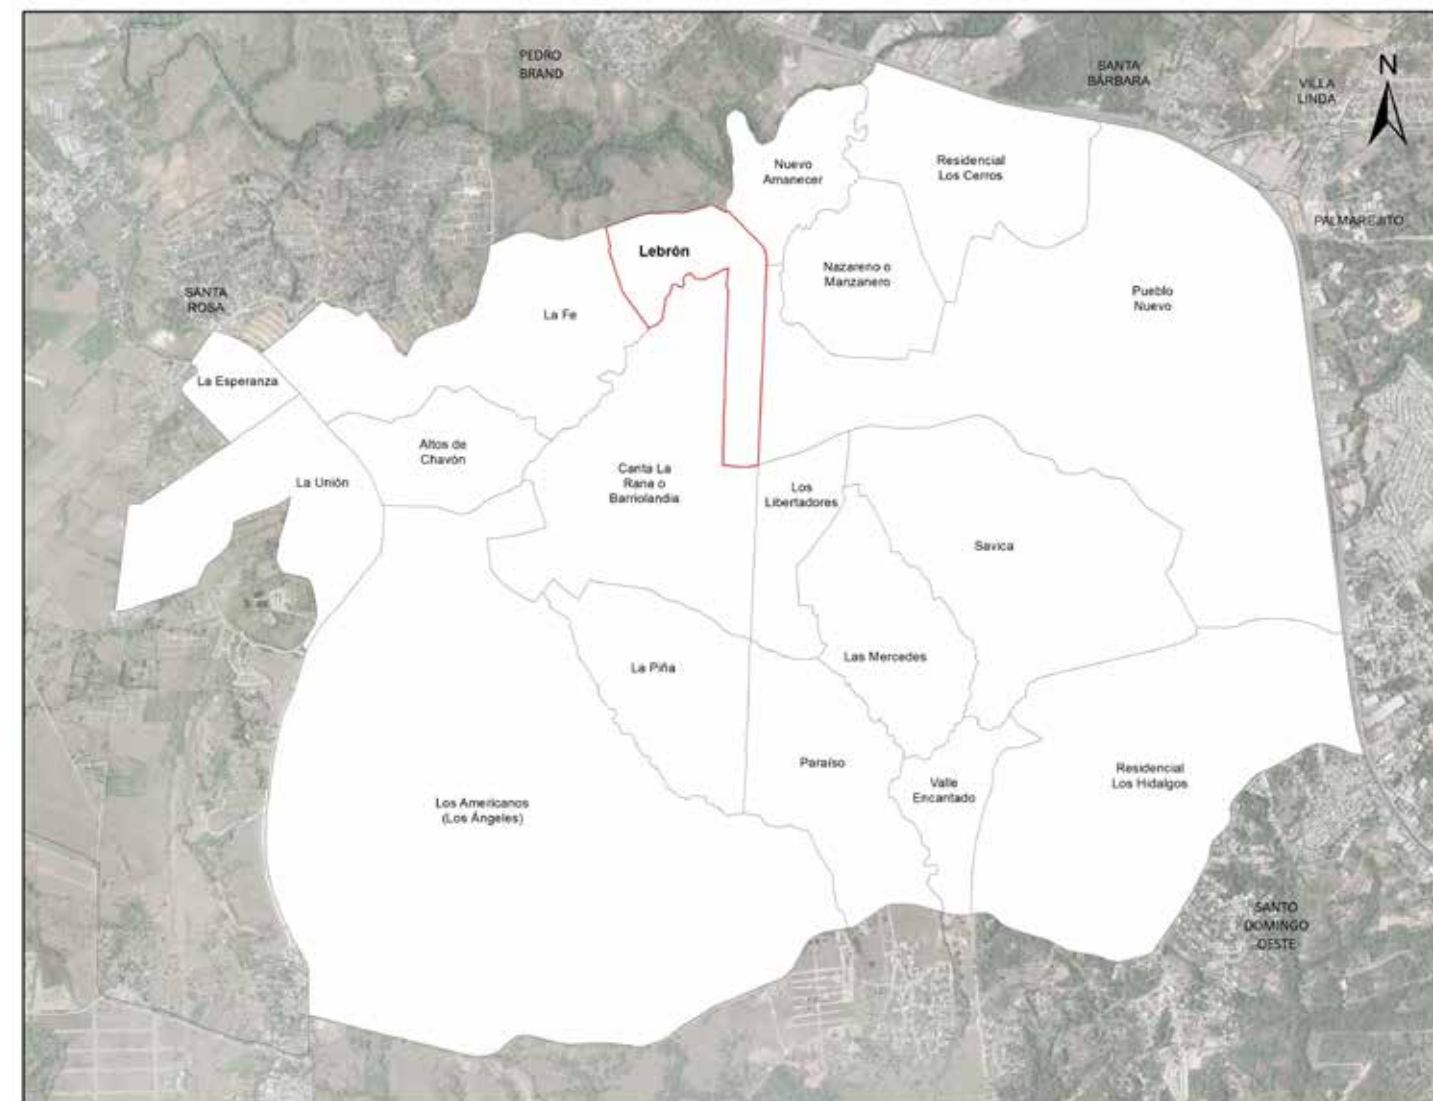 PEDRO
BRAND
SANTA
BÁRBARA
VILLA
LINDA
N
Nuevo
Amanecer
Residencial
Los Cerros
PALMAREJITO
Lebrón
Nazareno o
Manzanero
Pueblo
Nuevo
SANTA
ROSA
La Fe
La Esperanza
Altos de
Chavón
La Unión
Canta La
Rana o
Barriolandia
Los
Libertadores
Savica
La Piña
Las Mercedes
Paraíso
Valle
Encantado
Residencial
Los Hidalgos
Los Americanos
(Los Ángeles)
SANTO
DOMINGO
OESTE